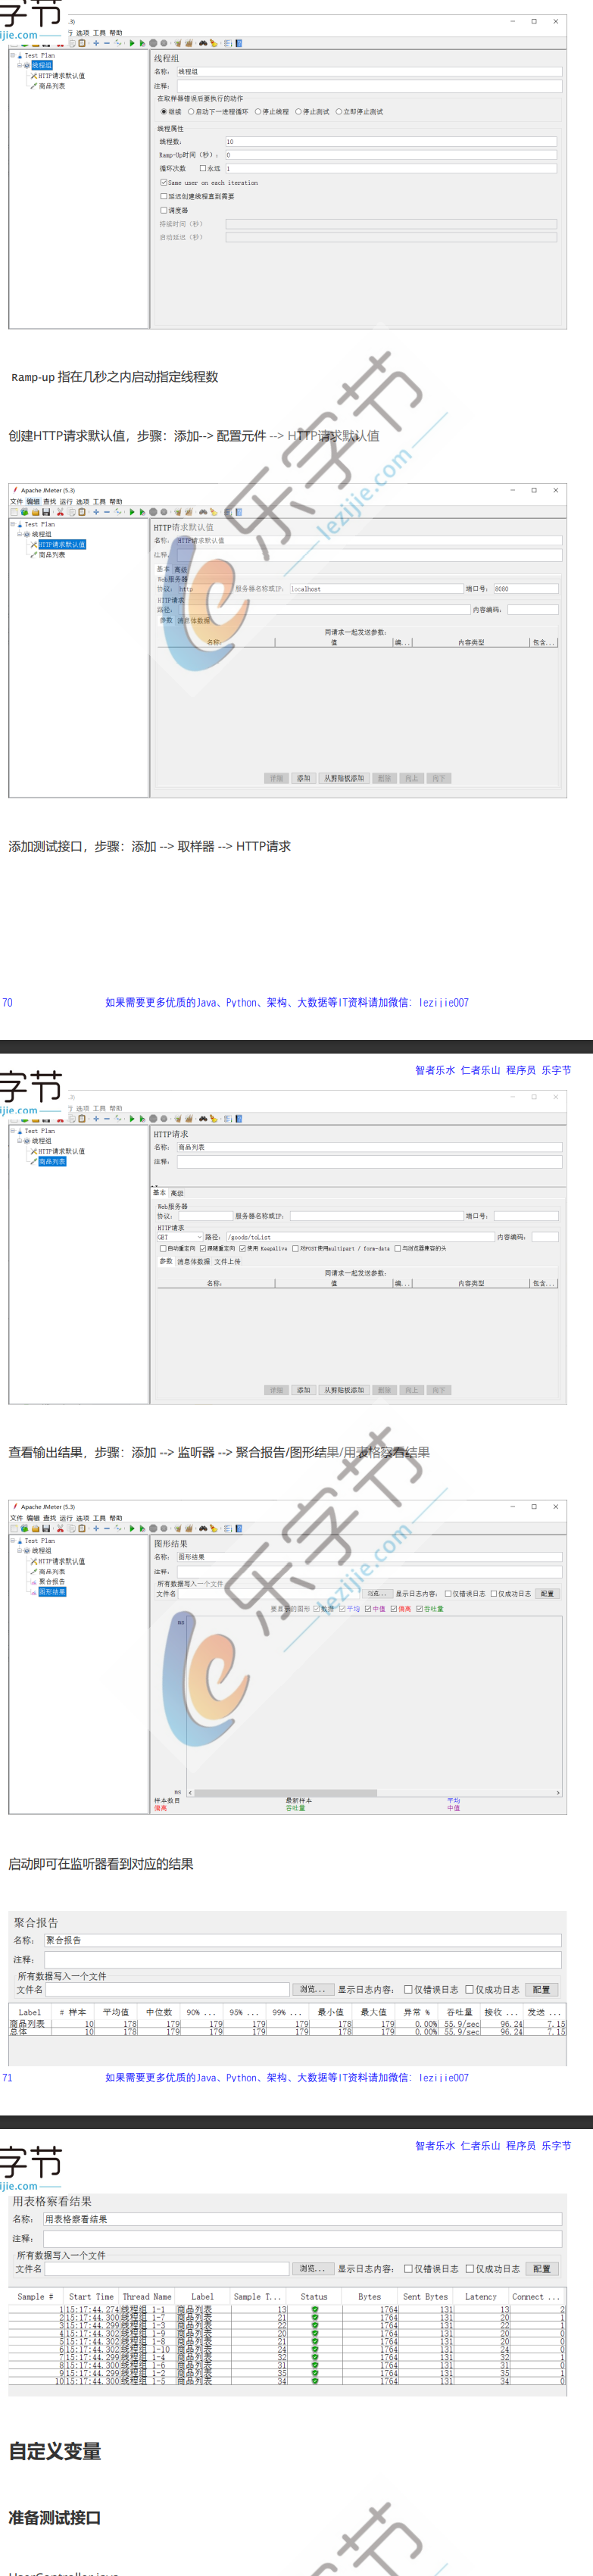 字节
ijie.com
.3)
选项 工具 帮助
Test Plan
线程组
HTTP请求默认值
商品列表
线程组
名称: 线程组
注释:
在取样器错误后要执行的动作
继续 启动下一进程循环 停止线程 停止测试 立即停止测试
线程属性
线程数: 10
Ramp-Up时间(秒): 0
循环次数 永远 1
Same user on each iteration
延迟创建线程直到需要
调度器
持续时间(秒)
启动延迟(秒)
Ramp-up 指在几秒之内启动指定线程数
创建HTTP请求默认值,步骤:添加--> 配置元件 --> HTTP请求默认值
Apache JMeter (5.3)
文件 编辑 查找 运行 选项 工具 帮助
Test Plan
线程组
HTTP请求默认值
商品列表
HTTP请求默认值
名称: HTTP请求默认值
注释:
基本 高级
Web服务器
协议: http 服务器名称或IP: localhost 端口号: 8080
HTTP请求
路径: 内容编码:
参数 消息体数据
同请求一起发送参数:
名称: 值 编... 内容类型 包含...
详细 添加 从剪贴板添加 删除 向上 向下
乐字节
lezijie.com
添加测试接口,步骤:添加 --> 取样器 --> HTTP请求
70 如果需要更多优质的Java、Python、架构、大数据等IT资料请加微信: lezijie007
智者乐水 仁者乐山 程序员 乐字节
字节
ijie.com
选项 工具 帮助
Test Plan
线程组
HTTP请求默认值
商品列表
HTTP请求
名称: 商品列表
注释:
基本 高级
Web服务器
协议: 服务器名称或IP: 端口号:
HTTP请求
GET 路径: /goods/toList 内容编码:
自动重定向 跟随重定向 使用 KeepAlive 对POST使用multipart / form-data 与浏览器兼容的头
参数 消息体数据 文件上传
同请求一起发送参数:
名称: 值 编... 内容类型 包含...
详细 添加 从剪贴板添加 删除 向上 向下
查看输出结果,步骤:添加 --> 监听器 --> 聚合报告/图形结果/用表格察看结果
Apache JMeter (5.3)
文件 编辑 查找 运行 选项 工具 帮助
Test Plan
线程组
HTTP请求默认值
商品列表
聚合报告
图形结果
图形结果
名称: 图形结果
注释:
所有数据写入一个文件
文件名 浏览... 显示日志内容: 仅错误日志 仅成功日志 配置
要显示的图形 数据 平均 中值 偏离 吞吐量
ms
ms
样本数目 最新样本 平均
偏离 吞吐量 中值
乐字节
lezijie.com
启动即可在监听器看到对应的结果
聚合报告
名称: 聚合报告
注释:
所有数据写入一个文件
文件名 浏览... 显示日志内容: 仅错误日志 仅成功日志 配置
Label # 样本 平均值 中位数 90% ... 95% ... 99% ... 最小值 最大值 异常 % 吞吐量 接收 ... 发送 ...
商品列表 10 178 179 179 179 179 178 179 0.00% 55.9/sec 96.24 7.15
总体 10 178 179 179 179 179 178 179 0.00% 55.9/sec 96.24 7.15
71 如果需要更多优质的Java、Python、架构、大数据等IT资料请加微信: lezijie007
智者乐水 仁者乐山 程序员 乐字节
字节
ijie.com
用表格察看结果
名称: 用表格察看结果
注释:
所有数据写入一个文件
文件名 浏览... 显示日志内容: 仅错误日志 仅成功日志 配置
Sample # Start Time Thread Name Label Sample T... Status Bytes Sent Bytes Latency Connect ...
1 15:17:44.274 线程组 1-1 商品列表 13 1764 131 13 2
2 15:17:44.300 线程组 1-7 商品列表 21 1764 131 20 1
3 15:17:44.299 线程组 1-3 商品列表 22 1764 131 22 1
4 15:17:44.302 线程组 1-9 商品列表 20 1764 131 20 0
5 15:17:44.302 线程组 1-8 商品列表 21 1764 131 20 0
6 15:17:44.302 线程组 1-10 商品列表 24 1764 131 24 0
7 15:17:44.299 线程组 1-4 商品列表 32 1764 131 32 1
8 15:17:44.300 线程组 1-6 商品列表 31 1764 131 31 0
9 15:17:44.299 线程组 1-2 商品列表 35 1764 131 35 1
10 15:17:44.300 线程组 1-5 商品列表 34 1764 131 34 0
自定义变量
准备测试接口